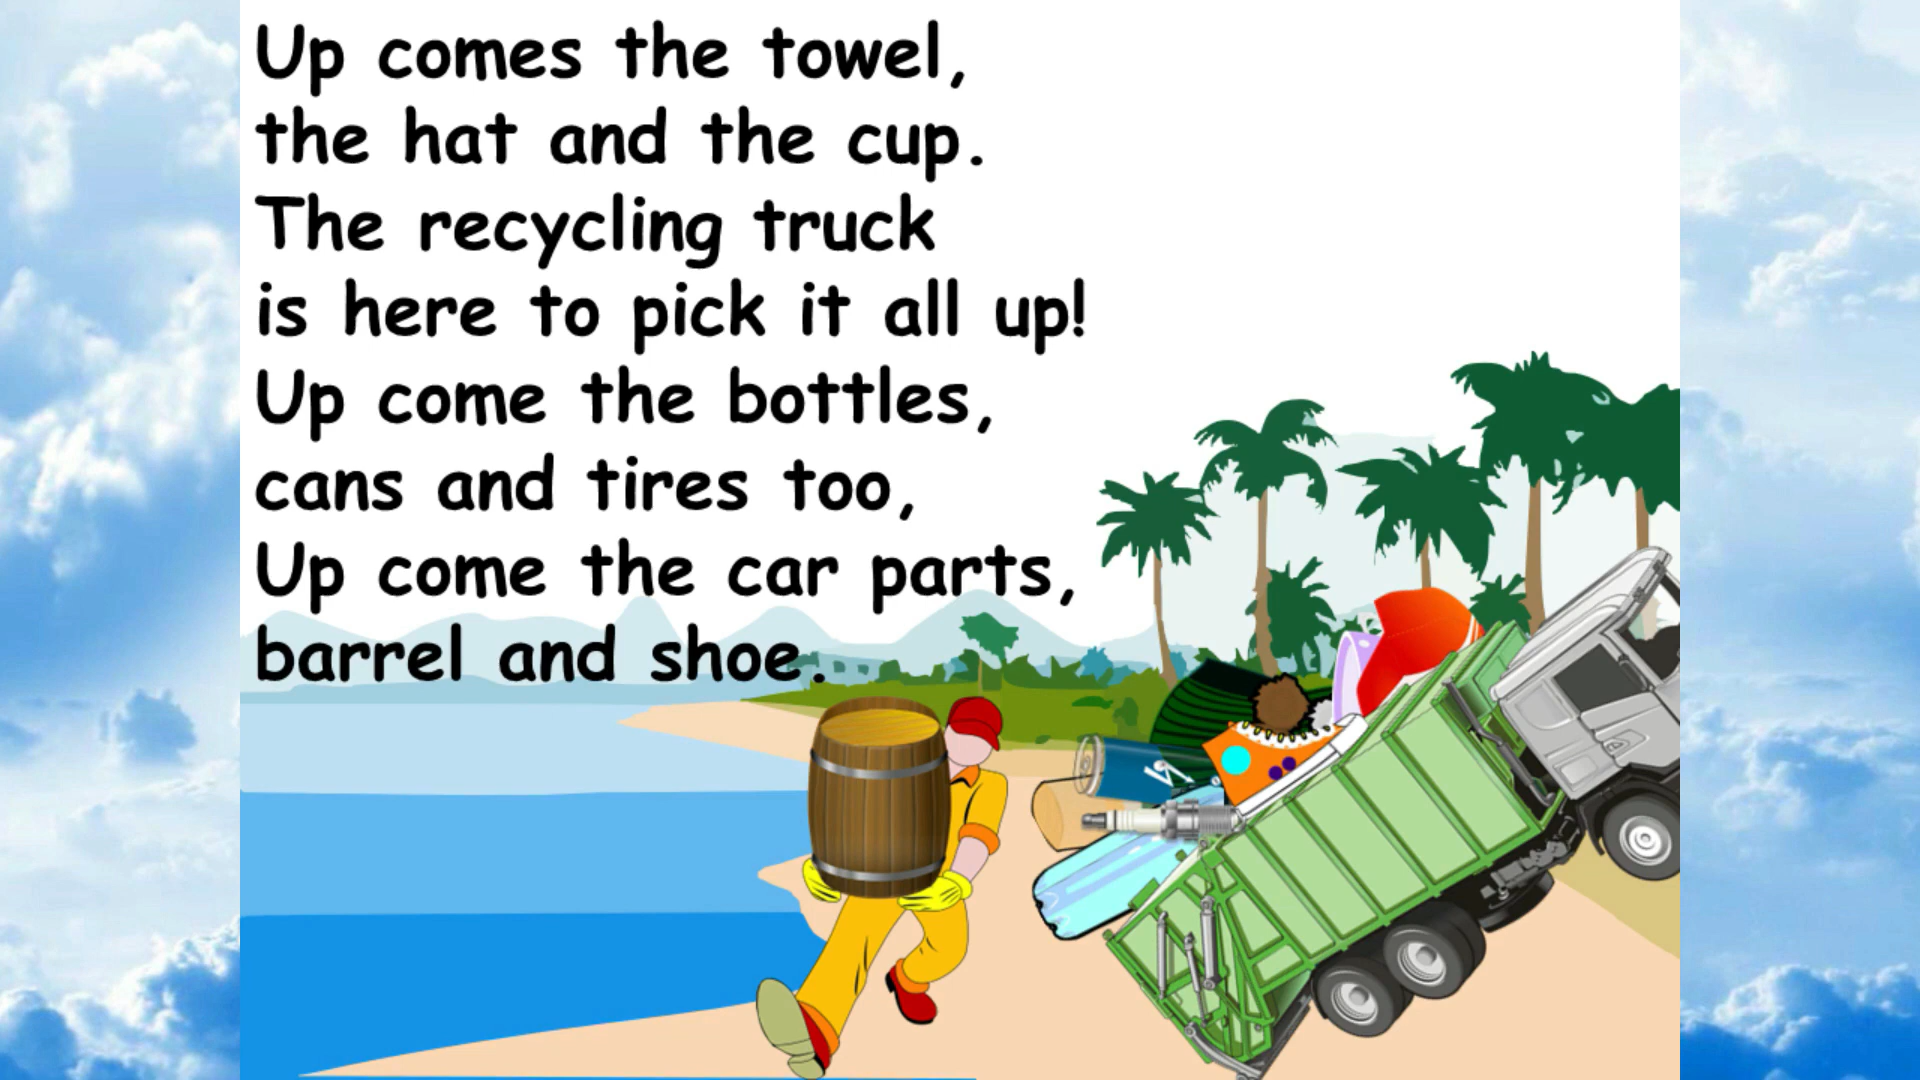 Up comes the towel,
the hat and the cup.
The recycling truck
is here to pick it all up!
Up come the bottles,
cans and tires too,
Up come the car parts,
barrel and shoe.